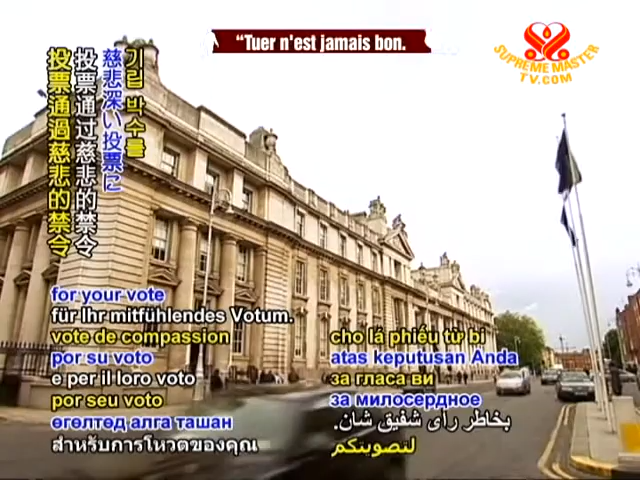 “Tuer n'est jamais bon.
SUPREME MASTER
TV.COM
기립 박수를
慈悲深い投票に
投票通过慈悲的禁令
投票通過慈悲的禁令
for your vote
für Ihr mitfühlendes Votum.
vote de compassion
por su voto
e per il loro voto
por seu voto
өгөлтөд алга ташан
สำหรับการโหวตของคุณ
cho lá phiếu từ bi
atas keputusan Anda
за гласа ви
за милосердное
بخاطر رأی شفیق شان.
لتصويتكم